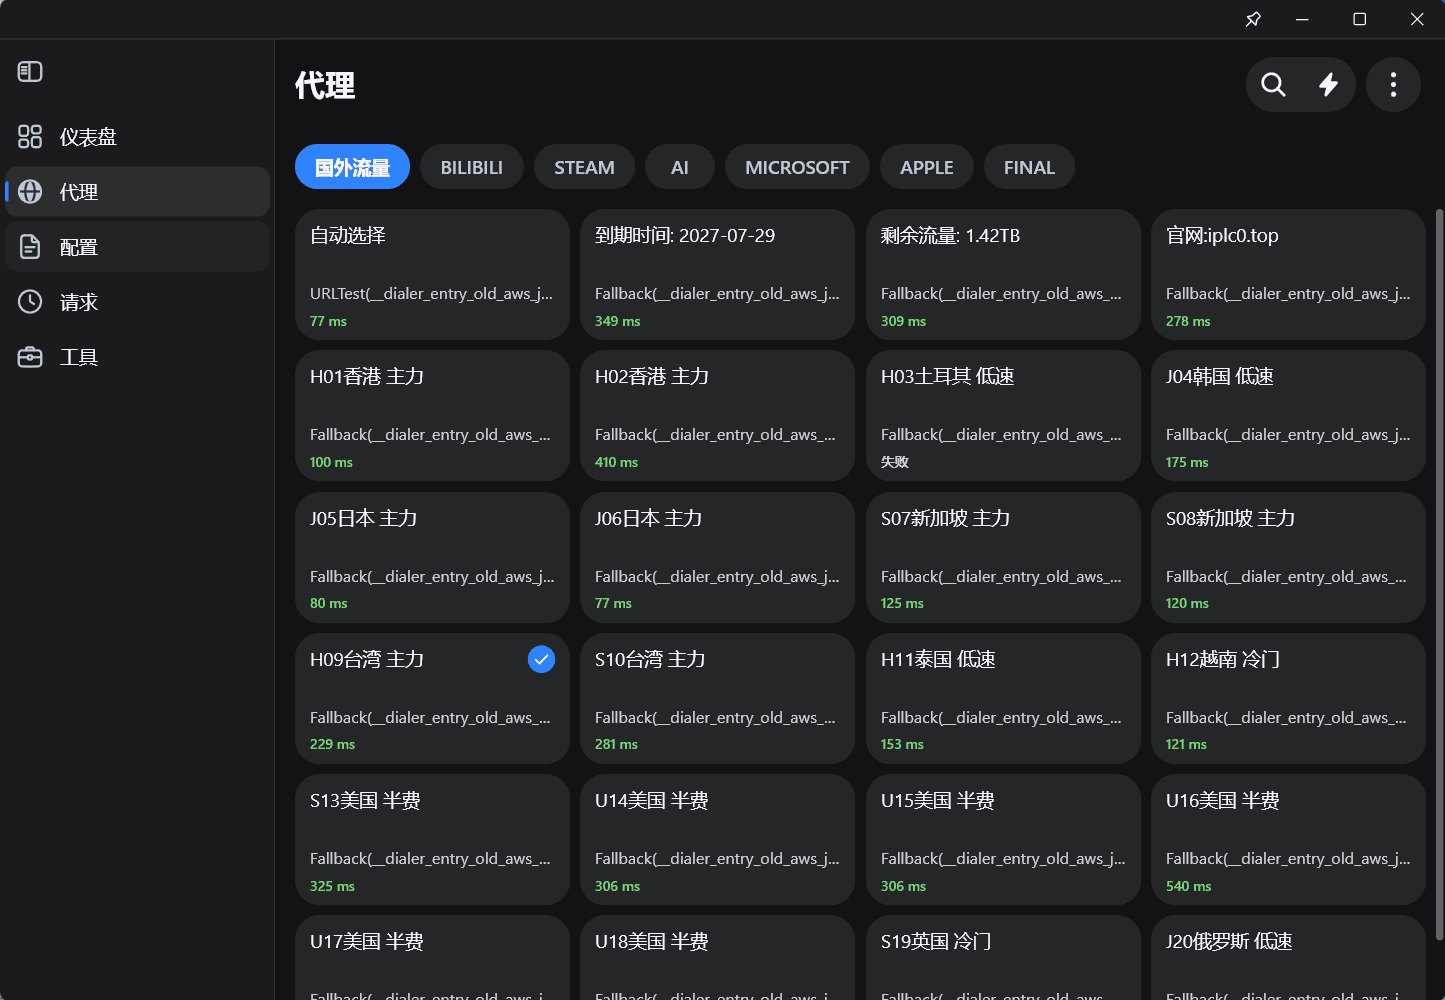 代理
仪表盘
代理
配置
请求
工具
国外流量 BILIBILI STEAM AI MICROSOFT APPLE FINAL
自动选择
URLTest(__dialer_entry_old_aws_j...
77 ms
到期时间: 2027-07-29
Fallback(__dialer_entry_old_aws_j...
349 ms
剩余流量: 1.42TB
Fallback(__dialer_entry_old_aws_...
309 ms
官网:iplc0.top
Fallback(__dialer_entry_old_aws_j...
278 ms
H01香港 主力
Fallback(__dialer_entry_old_aws_...
100 ms
H02香港 主力
Fallback(__dialer_entry_old_aws_...
410 ms
H03土耳其 低速
Fallback(__dialer_entry_old_aws_...
失败
J04韩国 低速
Fallback(__dialer_entry_old_aws_j...
175 ms
J05日本 主力
Fallback(__dialer_entry_old_aws_j...
80 ms
J06日本 主力
Fallback(__dialer_entry_old_aws_j...
77 ms
S07新加坡 主力
Fallback(__dialer_entry_old_aws_...
125 ms
S08新加坡 主力
Fallback(__dialer_entry_old_aws_...
120 ms
H09台湾 主力
Fallback(__dialer_entry_old_aws_...
229 ms
S10台湾 主力
Fallback(__dialer_entry_old_aws_...
281 ms
H11泰国 低速
Fallback(__dialer_entry_old_aws_...
153 ms
H12越南 冷门
Fallback(__dialer_entry_old_aws_...
121 ms
S13美国 半费
Fallback(__dialer_entry_old_aws_...
325 ms
U14美国 半费
Fallback(__dialer_entry_old_aws_j...
306 ms
U15美国 半费
Fallback(__dialer_entry_old_aws_j...
306 ms
U16美国 半费
Fallback(__dialer_entry_old_aws_j...
540 ms
U17美国 半费
Fallback(__dialer_entry_old_aws_j...
U18美国 半费
Fallback(__dialer_entry_old_aws_j...
S19英国 冷门
Fallback(__dialer_entry_old_aws_...
J20俄罗斯 低速
Fallback(__dialer_entry_old_aws_j...